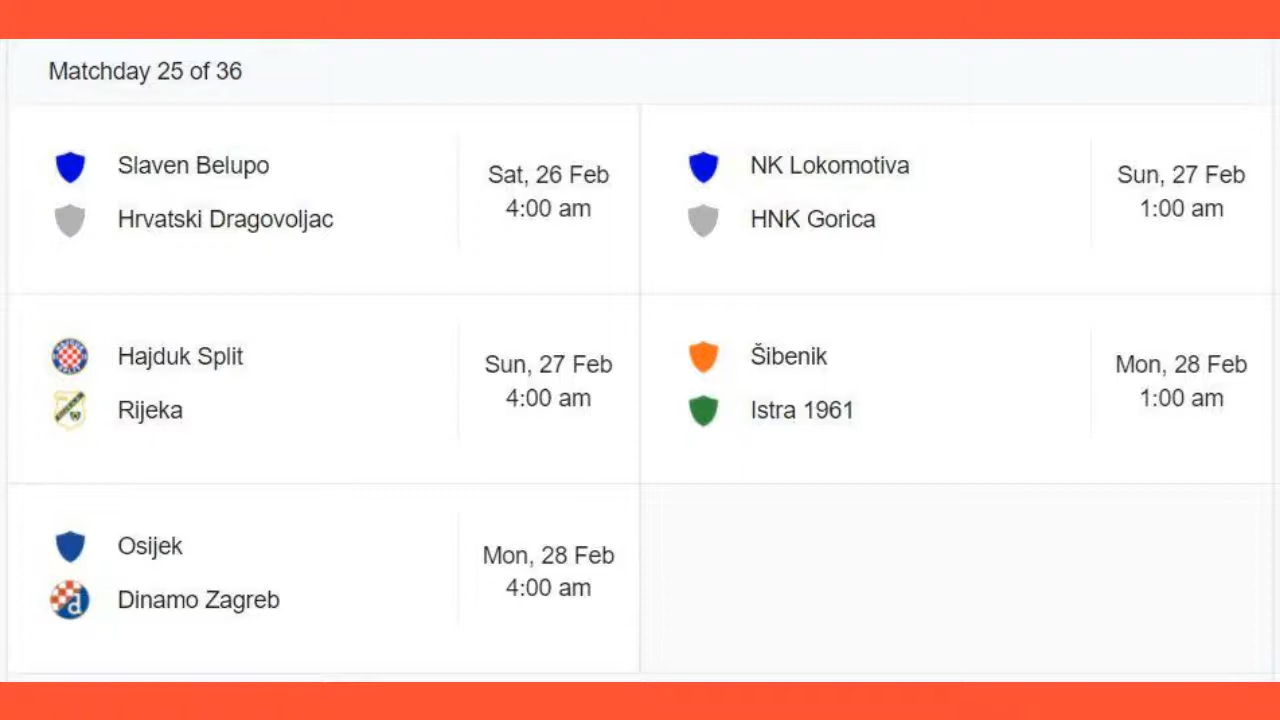 Matchday 25 of 36
Slaven Belupo
Hrvatski Dragovoljac
Sat, 26 Feb
4:00 am
NK Lokomotiva
HNK Gorica
Sun, 27 Feb
1:00 am
Hajduk Split
Rijeka
Sun, 27 Feb
4:00 am
Šibenik
Istra 1961
Mon, 28 Feb
1:00 am
Osijek
Dinamo Zagreb
Mon, 28 Feb
4:00 am